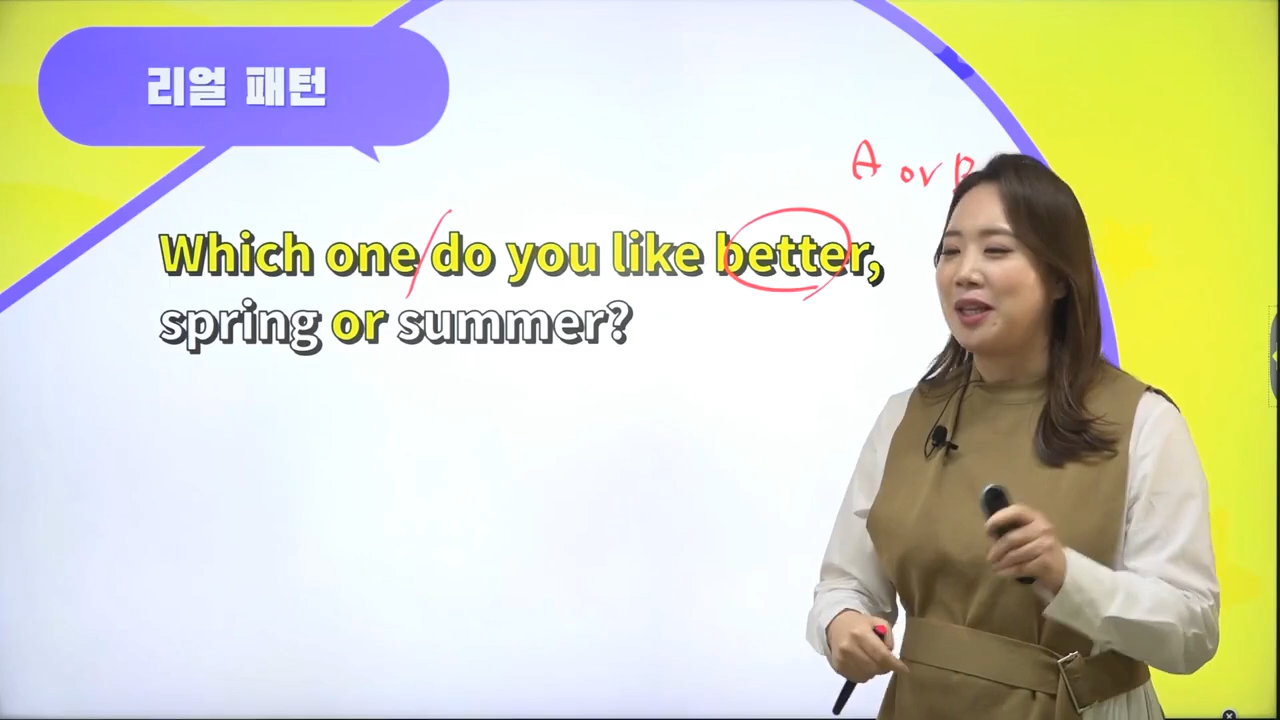 리얼 패턴
A or B
Which one do you like better,
spring or summer?